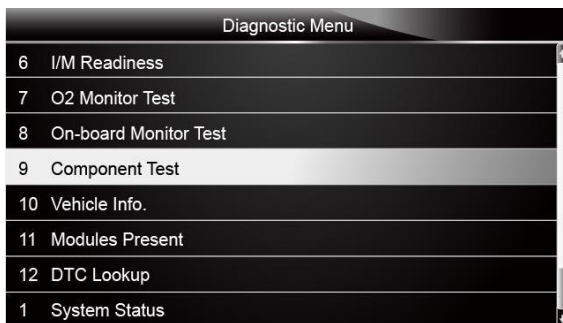 Diagnostic Menu
6 I/M Readiness
7 O2 Monitor Test
8 On-board Monitor Test
9 Component Test
10 Vehicle Info.
11 Modules Present
12 DTC Lookup
1 System Status